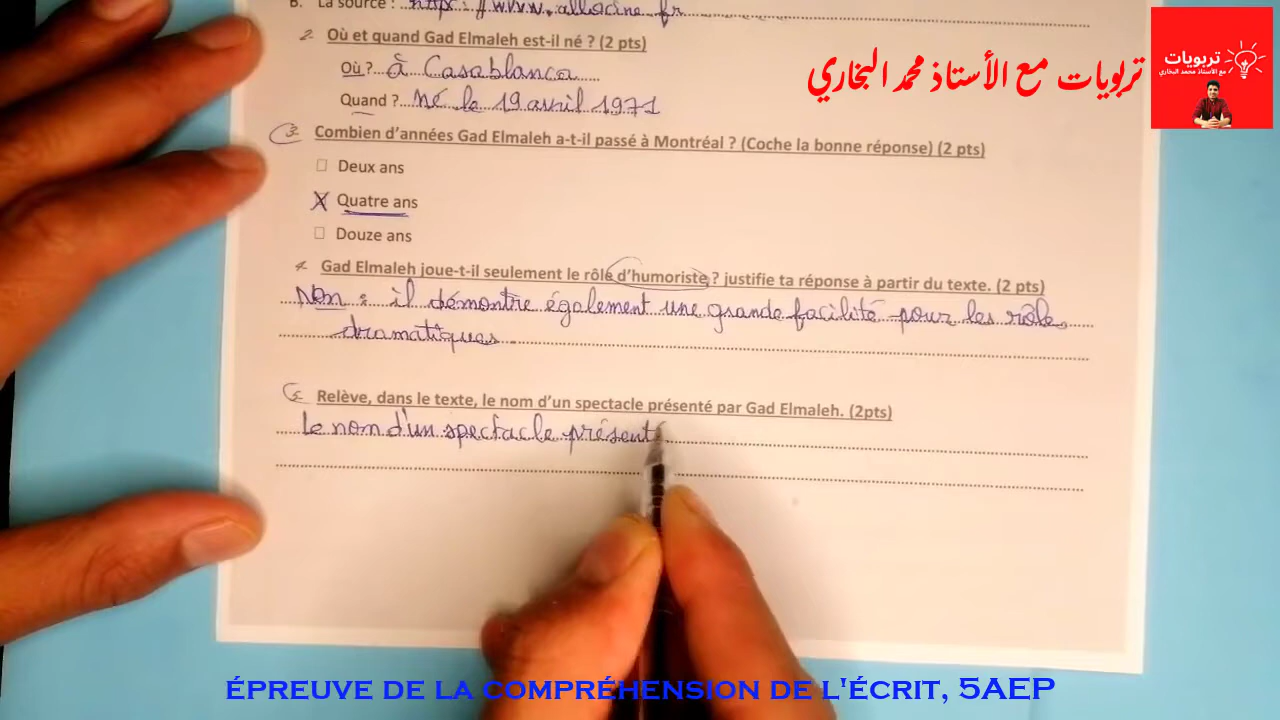 B. La source : http://www.allocine.fr
2. Où et quand Gad Elmaleh est-il né ? (2 pts)
Où ? à Casablanca
Quand ? Né le 19 avril 1971
3. Combien d'années Gad Elmaleh a-t-il passé à Montréal ? (Coche la bonne réponse) (2 pts)
Deux ans
X Quatre ans
Douze ans
4. Gad Elmaleh joue-t-il seulement le rôle d'humoriste ? justifie ta réponse à partir du texte. (2 pts)
Non : il démontre également une grande facilité pour les rôle
dramatiques
5. Relève, dans le texte, le nom d'un spectacle présenté par Gad Elmaleh. (2pts)
Le nom d'un spectacle présenté
تربويات مع الأستاذ محمد البخاري
تربويات
مع الأستاذ محمد البخاري
ÉPREUVE DE LA COMPRÉHENSION DE L'ÉCRIT, 5AEP